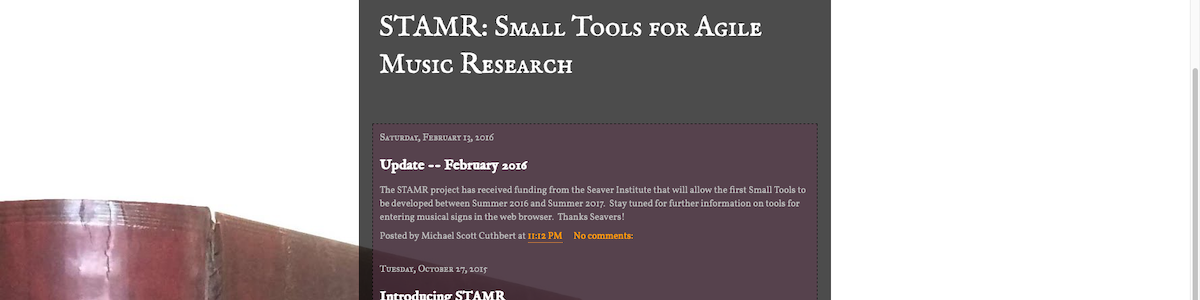 STAMR: Small Tools for Agile
Music Research
Saturday, February 13, 2016
Update -- February 2016
The STAMR project has received funding from the Seaver Institute that will allow the first Small Tools to
be developed between Summer 2016 and Summer 2017.  Stay tuned for further information on tools for
entering musical signs in the web browser.  Thanks Seavers!
Posted by Michael Scott Cuthbert at 11:12 PM No comments:
Tuesday, October 27, 2015
Introducing STAMR